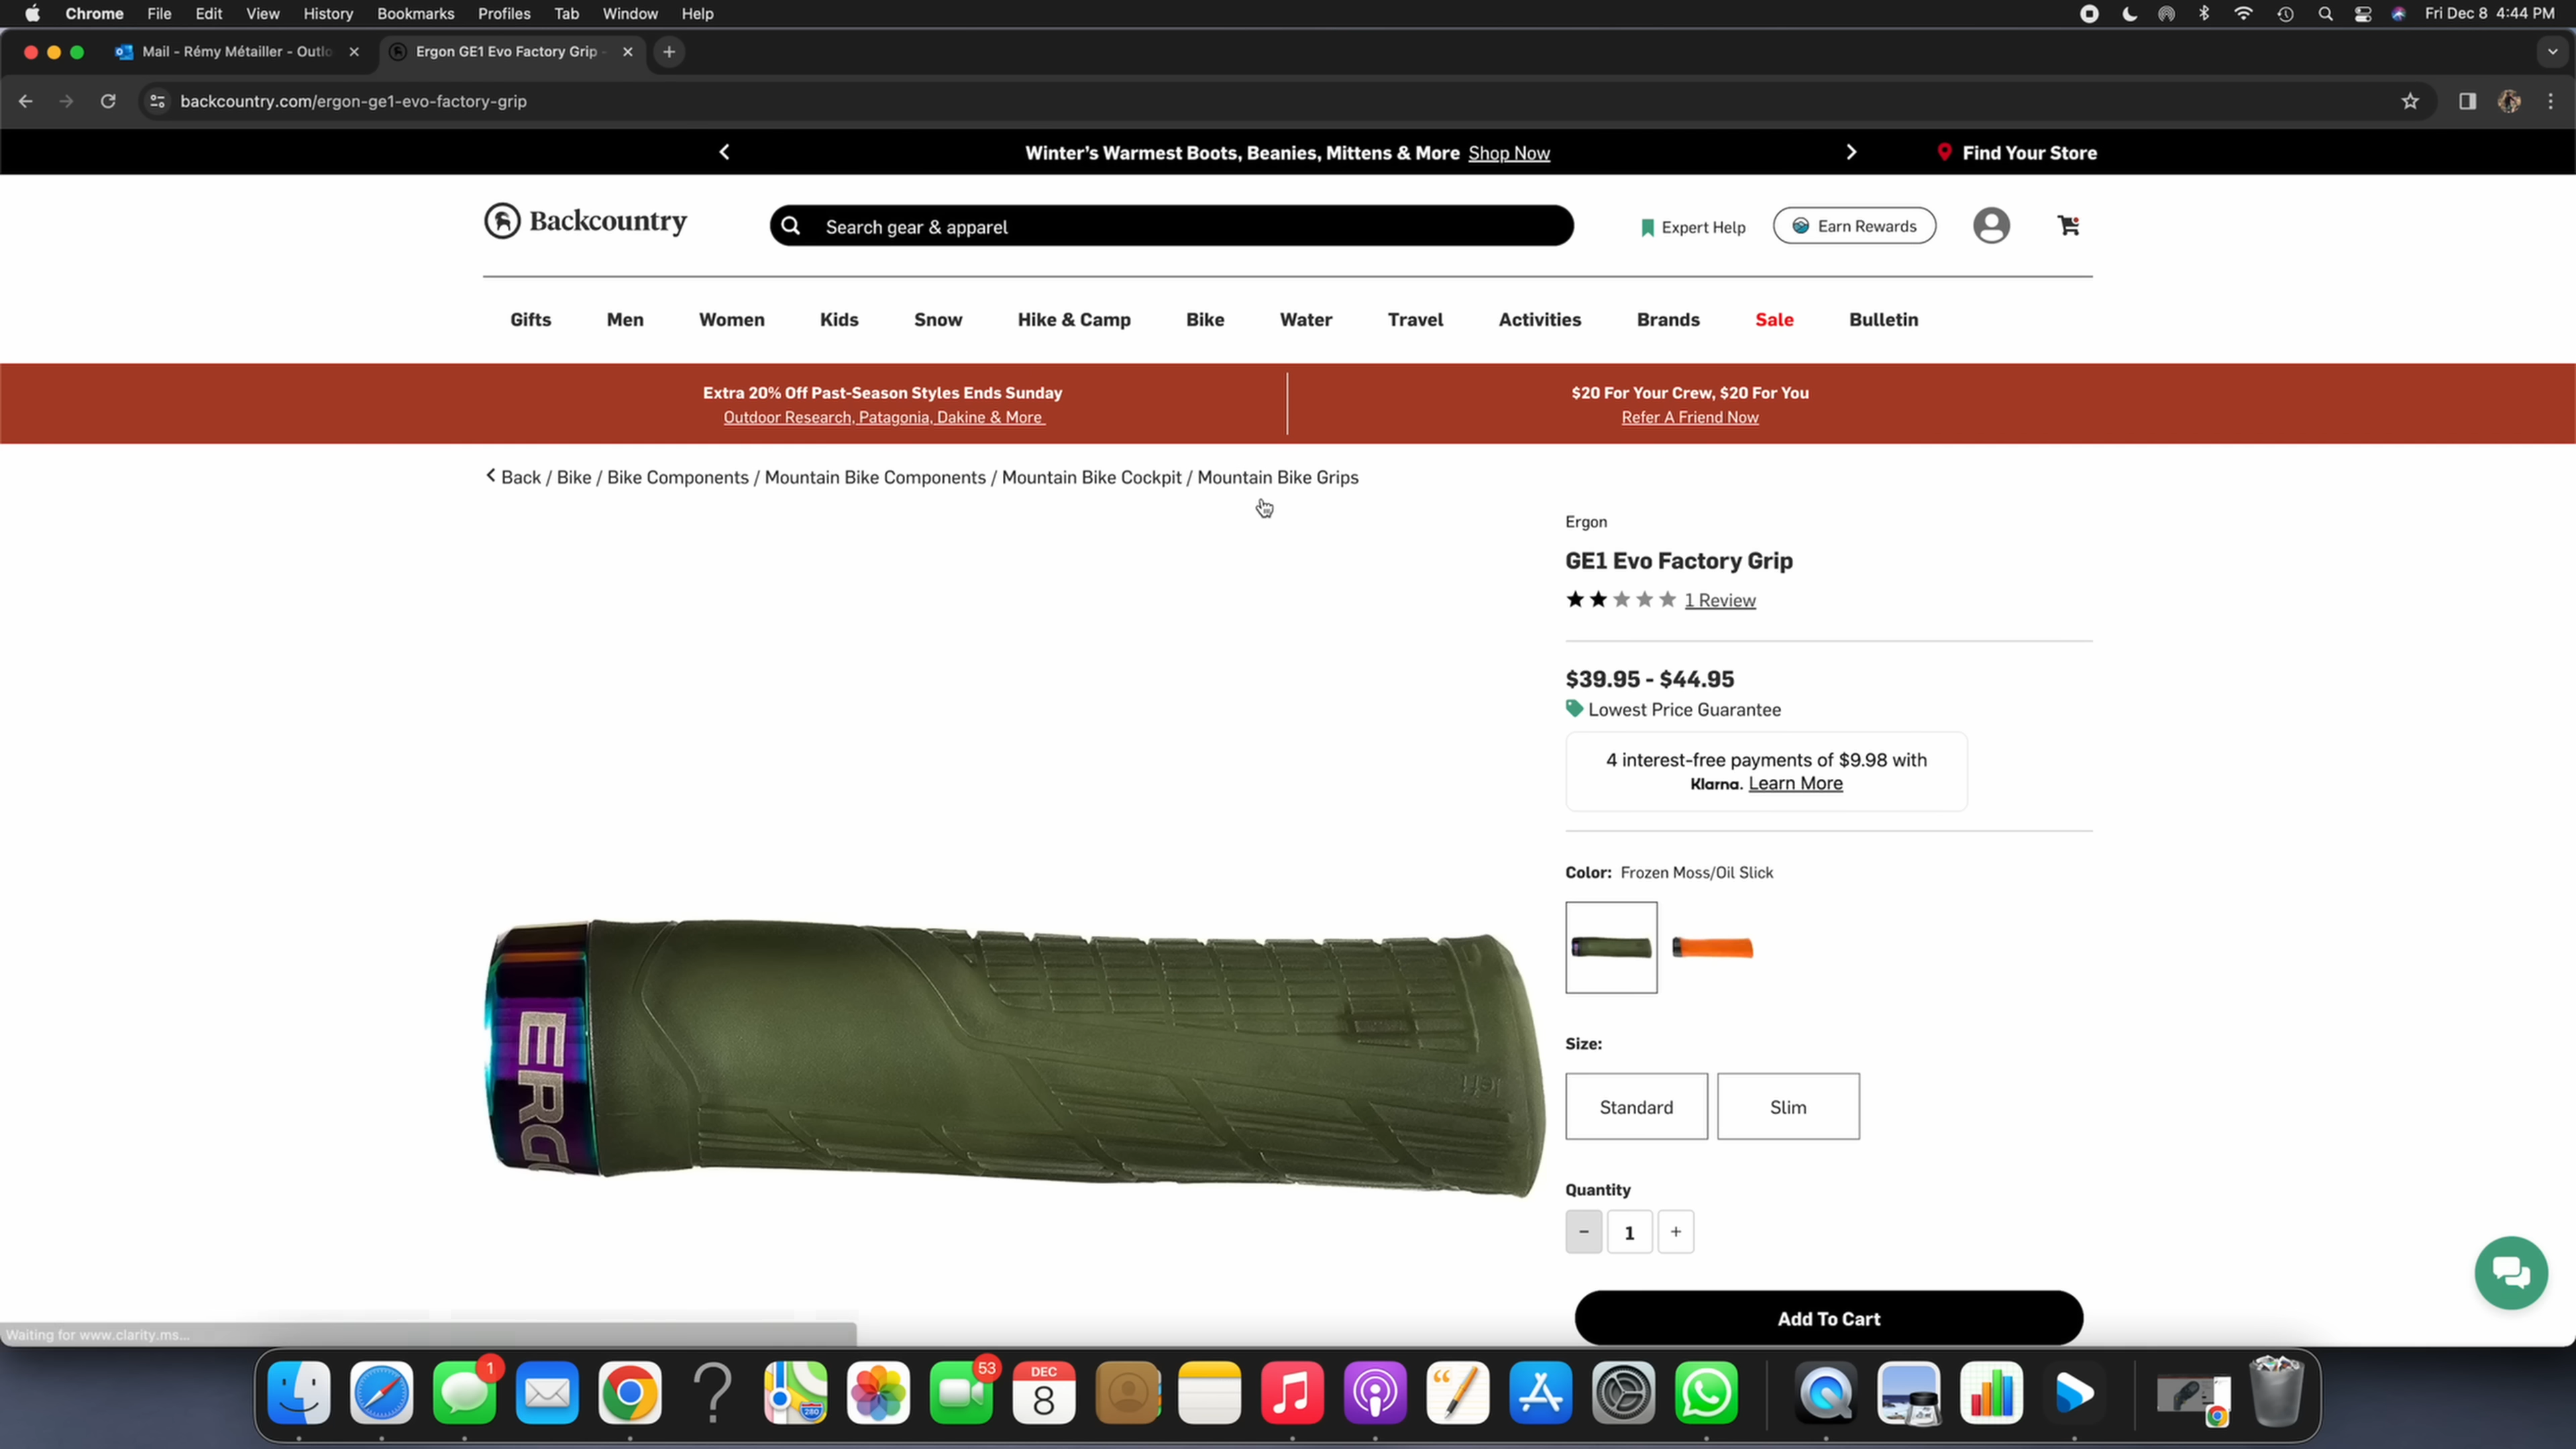 Chrome File Edit View History Bookmarks Profiles Tab Window Help
Fri Dec 8 4:44 PM
Mail - Rémy Métailler - Outlo
Ergon GE1 Evo Factory Grip -
backcountry.com/ergon-ge1-evo-factory-grip
Winter's Warmest Boots, Beanies, Mittens & More Shop Now
Find Your Store
Backcountry
Search gear & apparel
Expert Help
Earn Rewards
Gifts Men Women Kids Snow Hike & Camp Bike Water Travel Activities Brands Sale Bulletin
Extra 20% Off Past-Season Styles Ends Sunday
Outdoor Research, Patagonia, Dakine & More
$20 For Your Crew, $20 For You
Refer A Friend Now
Back / Bike / Bike Components / Mountain Bike Components / Mountain Bike Cockpit / Mountain Bike Grips
Ergon
GE1 Evo Factory Grip
1 Review
$39.95 - $44.95
Lowest Price Guarantee
4 interest-free payments of $9.98 with
Klarna. Learn More
Color: Frozen Moss/Oil Slick
ERGO
left
Size:
Standard
Slim
Quantity
- 1 +
Add To Cart
Waiting for www.clarity.ms...
1
53
DEC
8
280